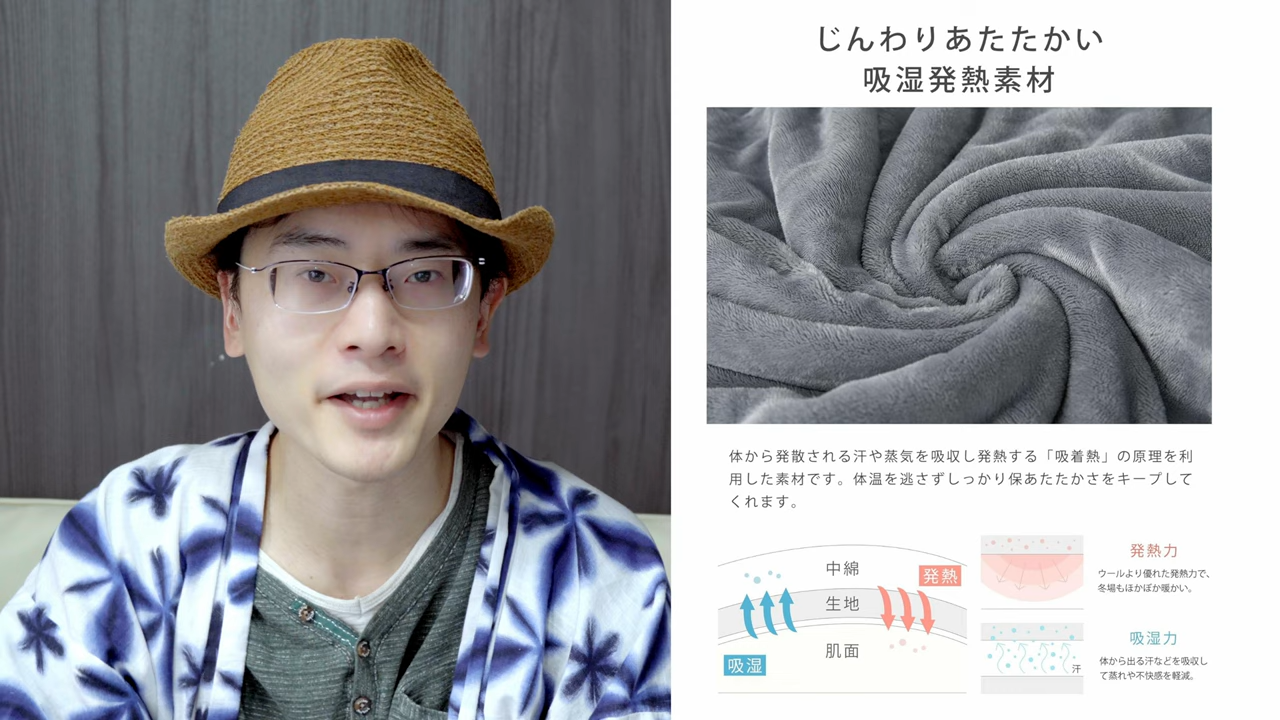 じんわりあたたかい
吸湿発熱素材
体から発散される汗や蒸気を吸収し発熱する「吸着熱」の原理を利
用した素材です。体温を逃さずしっかり保あたたかさをキープして
くれます。
中綿
発熱
生地
肌面
吸湿
発熱力
ウールより優れた発熱力で、
冬場もほかぽか暖かい。
吸湿力
体から出る汗などを吸収し
て蒸れや不快感を軽減。
汗